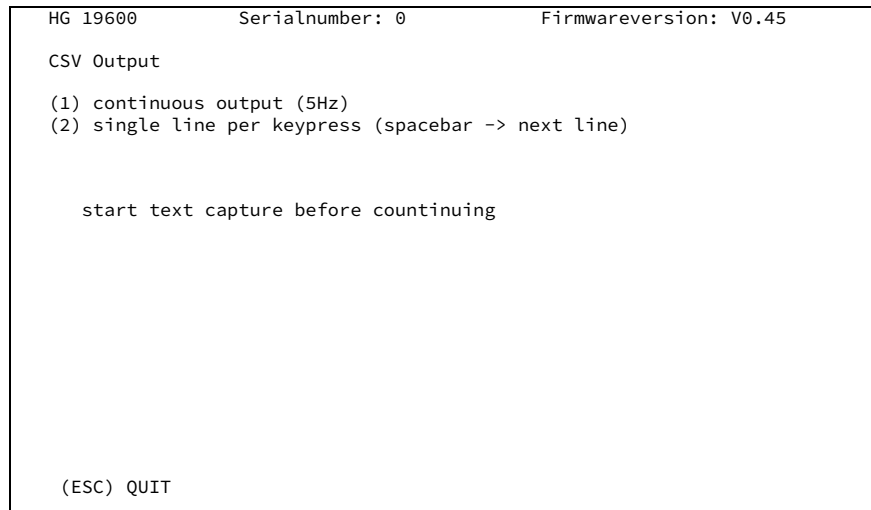 HG 19600 Serialnumber: 0 Firmwareversion: V0.45
CSV Output
(1) continuous output (5Hz)
(2) single line per keypress (spacebar -> next line)
start text capture before countinuing
(ESC) QUIT